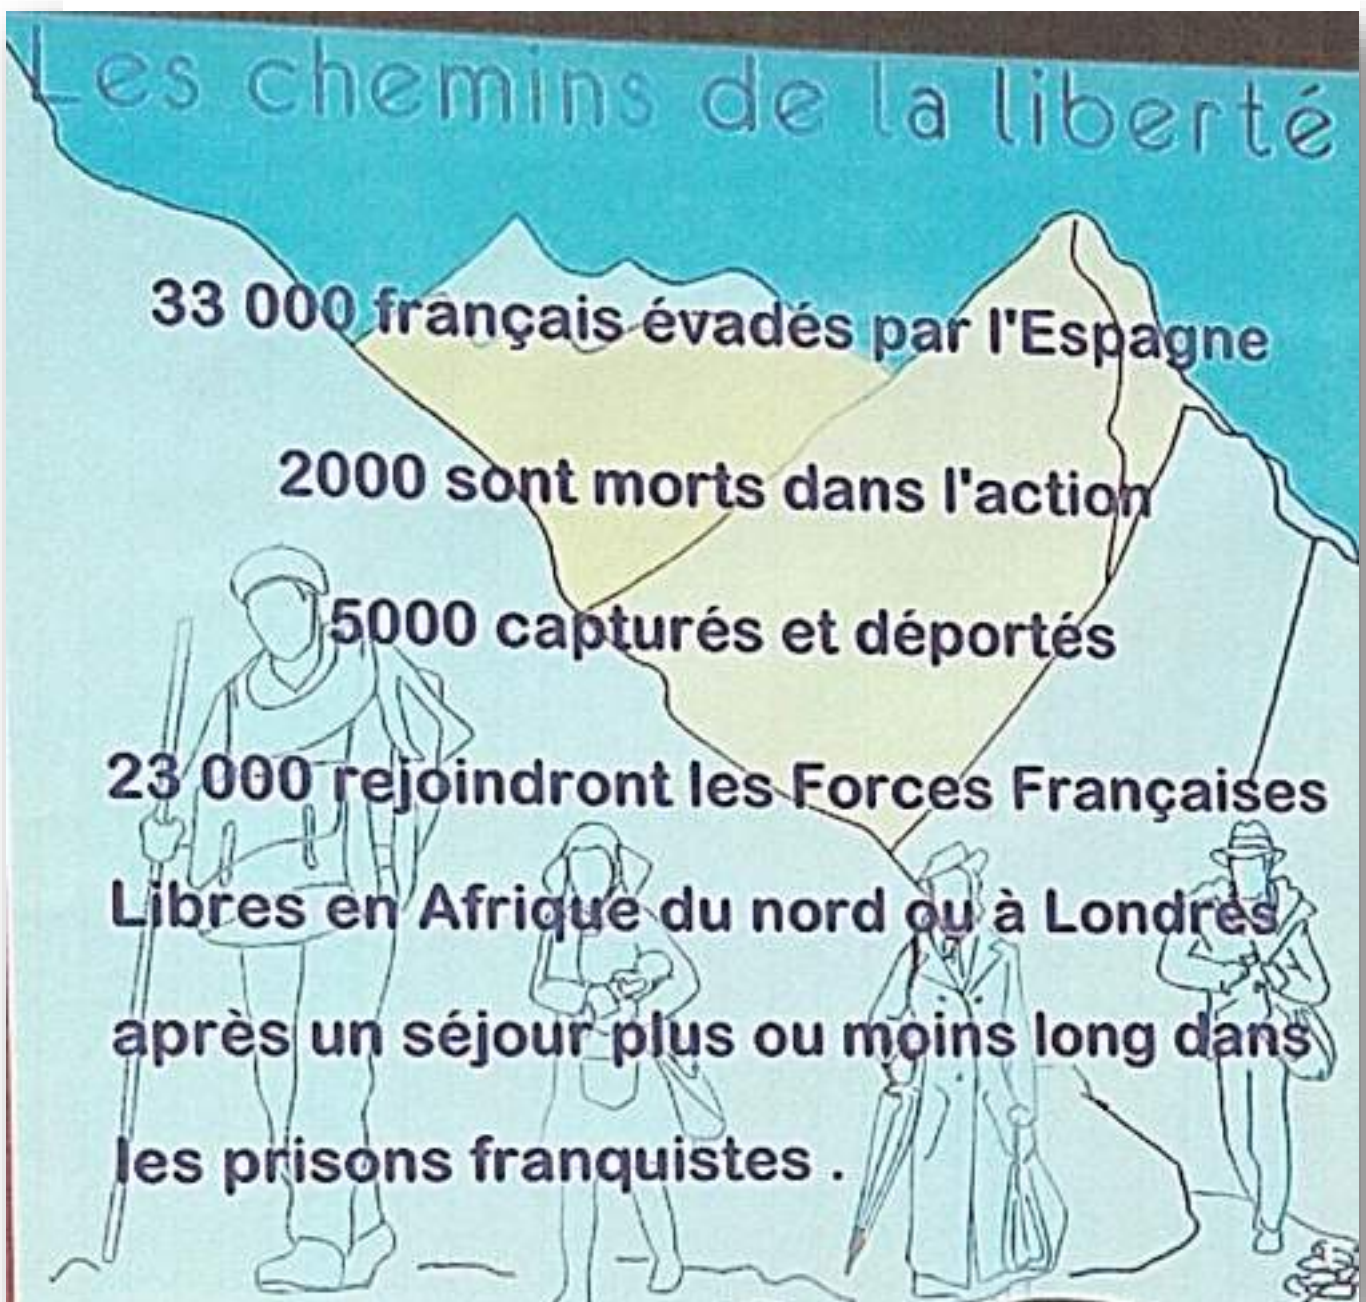 Les chemins de la liberté
33 000 français évadés par l'Espagne
2000 sont morts dans l'action
5000 capturés et déportés
23 000 rejoindront les Forces Françaises
Libres en Afrique du nord ou à Londres
après un séjour plus ou moins long dans
les prisons franquistes .